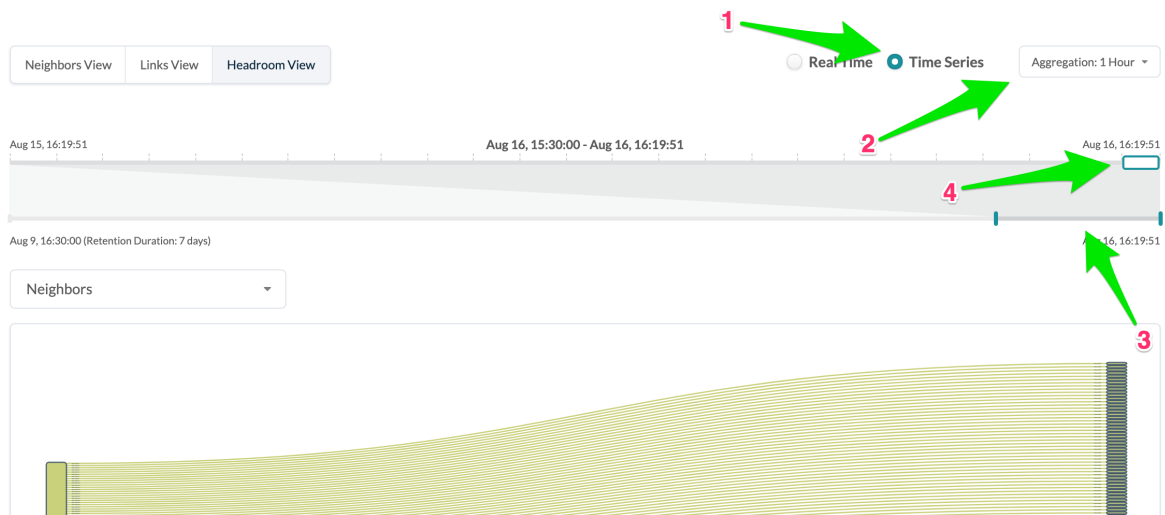 1
Neighbors View Links View Headroom View
Real Time Time Series Aggregation: 1 Hour
2
Aug 15, 16:19:51 Aug 16, 15:30:00 - Aug 16, 16:19:51 Aug 16, 16:19:51
4
Aug 9, 16:30:00 (Retention Duration: 7 days) Aug 16, 16:19:51
Neighbors
3